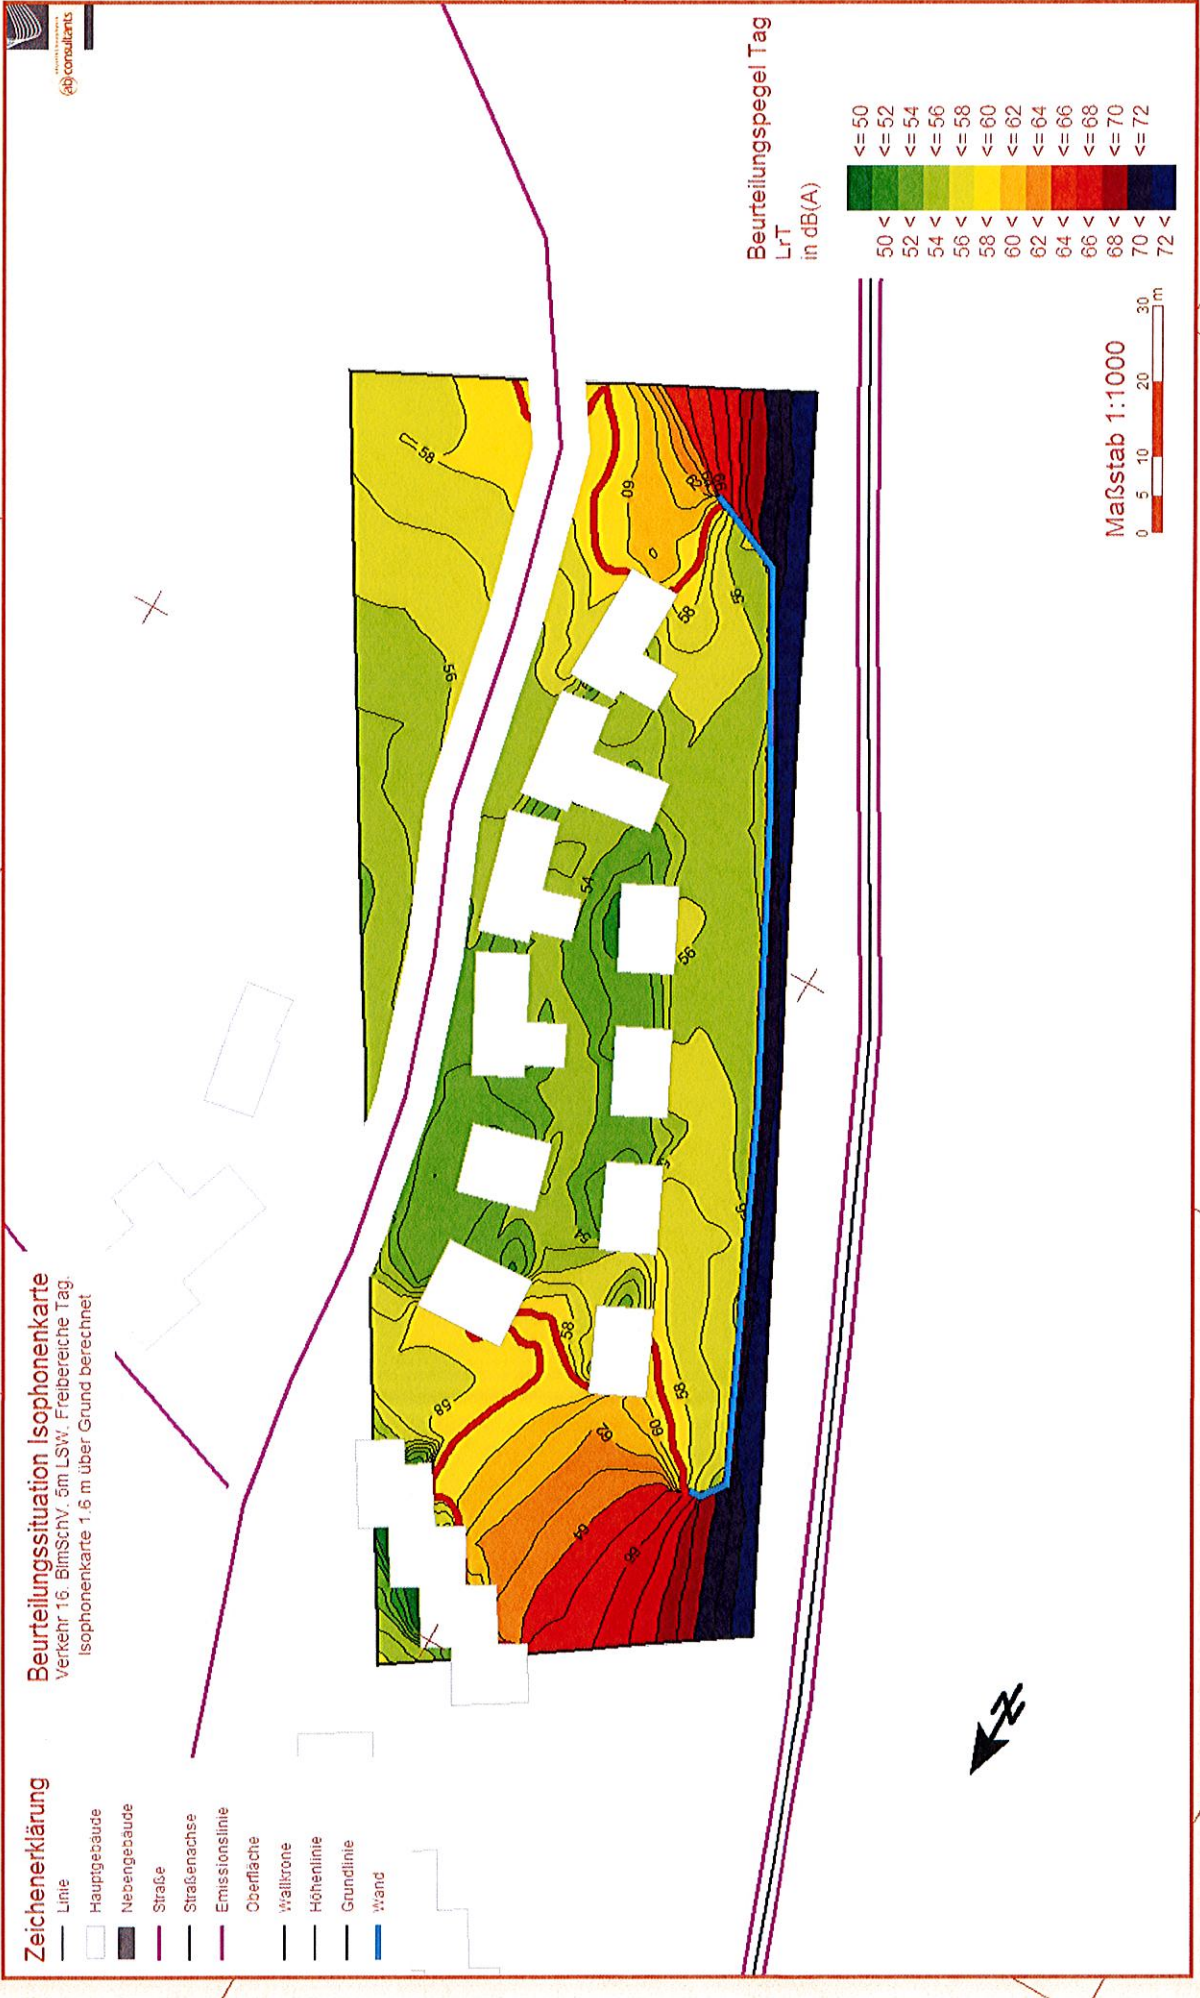 Beurteilungssituation Isophonenkarte
Verkehr 16. BImSchV. 5m LSW. Freibereiche Tag.
Isophonenkarte 1.6 m über Grund berechnet
(ab)consultants
Zeichenerklärung
Linie
Hauptgebäude
Nebengebäude
Straße
Straßenachse
Emissionslinie
Oberfläche
Wallkrone
Höhenlinie
Grundlinie
Wand
58
56
60
58
56
54
56
54
58
58
60
62
64
66
N
Maßstab 1:1000
0 5 10 20 30
m
Beurteilungspegel Tag
LrT
in dB(A)
<= 50
50 < <= 52
52 < <= 54
54 < <= 56
56 < <= 58
58 < <= 60
60 < <= 62
62 < <= 64
64 < <= 66
66 < <= 68
68 < <= 70
70 < <= 72
72 <